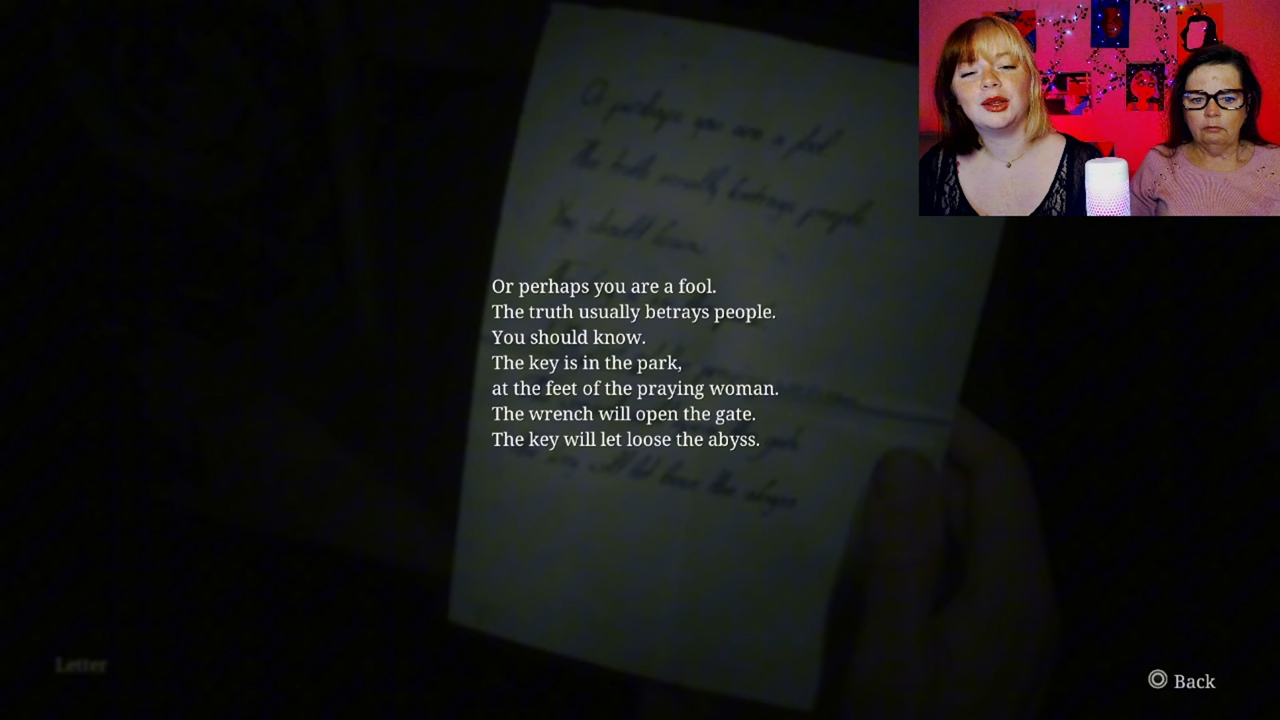 Or perhaps you are a fool.
The truth usually betrays people.
You should know.
The key is in the park,
at the feet of the praying woman.
The wrench will open the gate.
The key will let loose the abyss.
Letter
Back